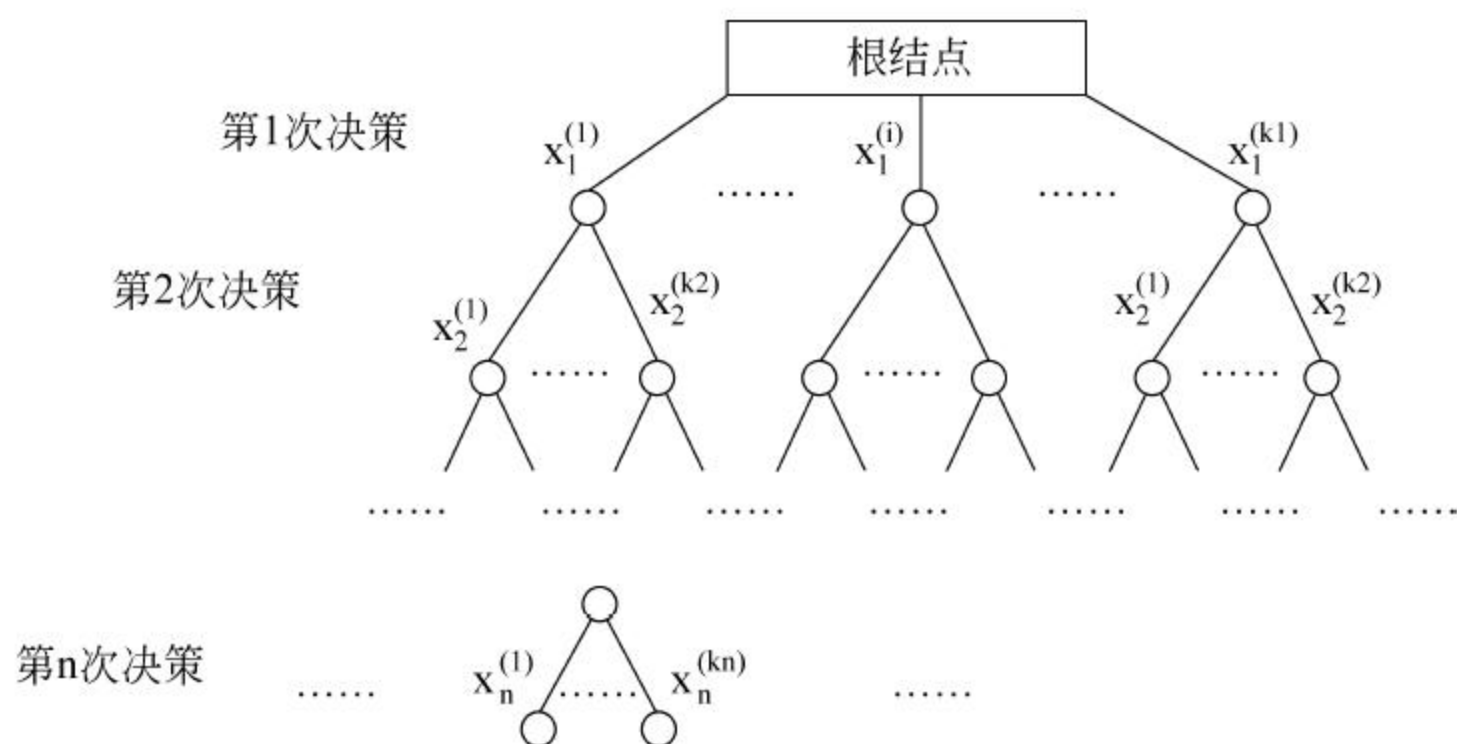 根结点
第1次决策
x₁⁽¹⁾ …… x₁⁽ⁱ⁾ …… x₁⁽ᵏ¹⁾
第2次决策
x₂⁽¹⁾ x₂⁽ᵏ²⁾ x₂⁽¹⁾ x₂⁽ᵏ²⁾
…… …… ……
…… …… …… …… …… …… ……
第n次决策
…… xₙ⁽¹⁾ …… xₙ⁽ᵏⁿ⁾ ……